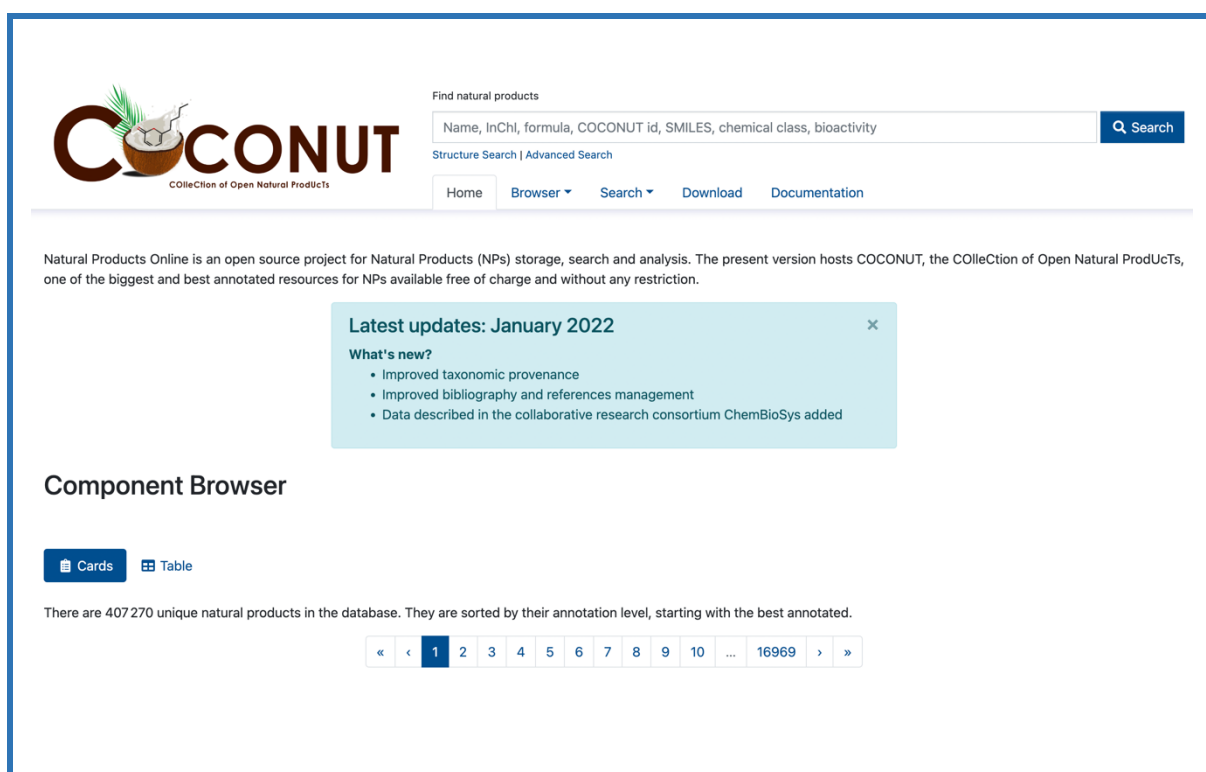 COCONUT
COlleCtion of Open Natural ProdUcTs
Find natural products
Name, InChI, formula, COCONUT id, SMILES, chemical class, bioactivity
Search
Structure Search | Advanced Search
Home Browser Search Download Documentation
Natural Products Online is an open source project for Natural Products (NPs) storage, search and analysis. The present version hosts COCONUT, the COlleCtion of Open Natural ProdUcTs,
one of the biggest and best annotated resources for NPs available free of charge and without any restriction.
Latest updates: January 2022 ×
What's new?
• Improved taxonomic provenance
• Improved bibliography and references management
• Data described in the collaborative research consortium ChemBioSys added
Component Browser
Cards Table
There are 407 270 unique natural products in the database. They are sorted by their annotation level, starting with the best annotated.
« ‹ 1 2 3 4 5 6 7 8 9 10 ... 16969 › »